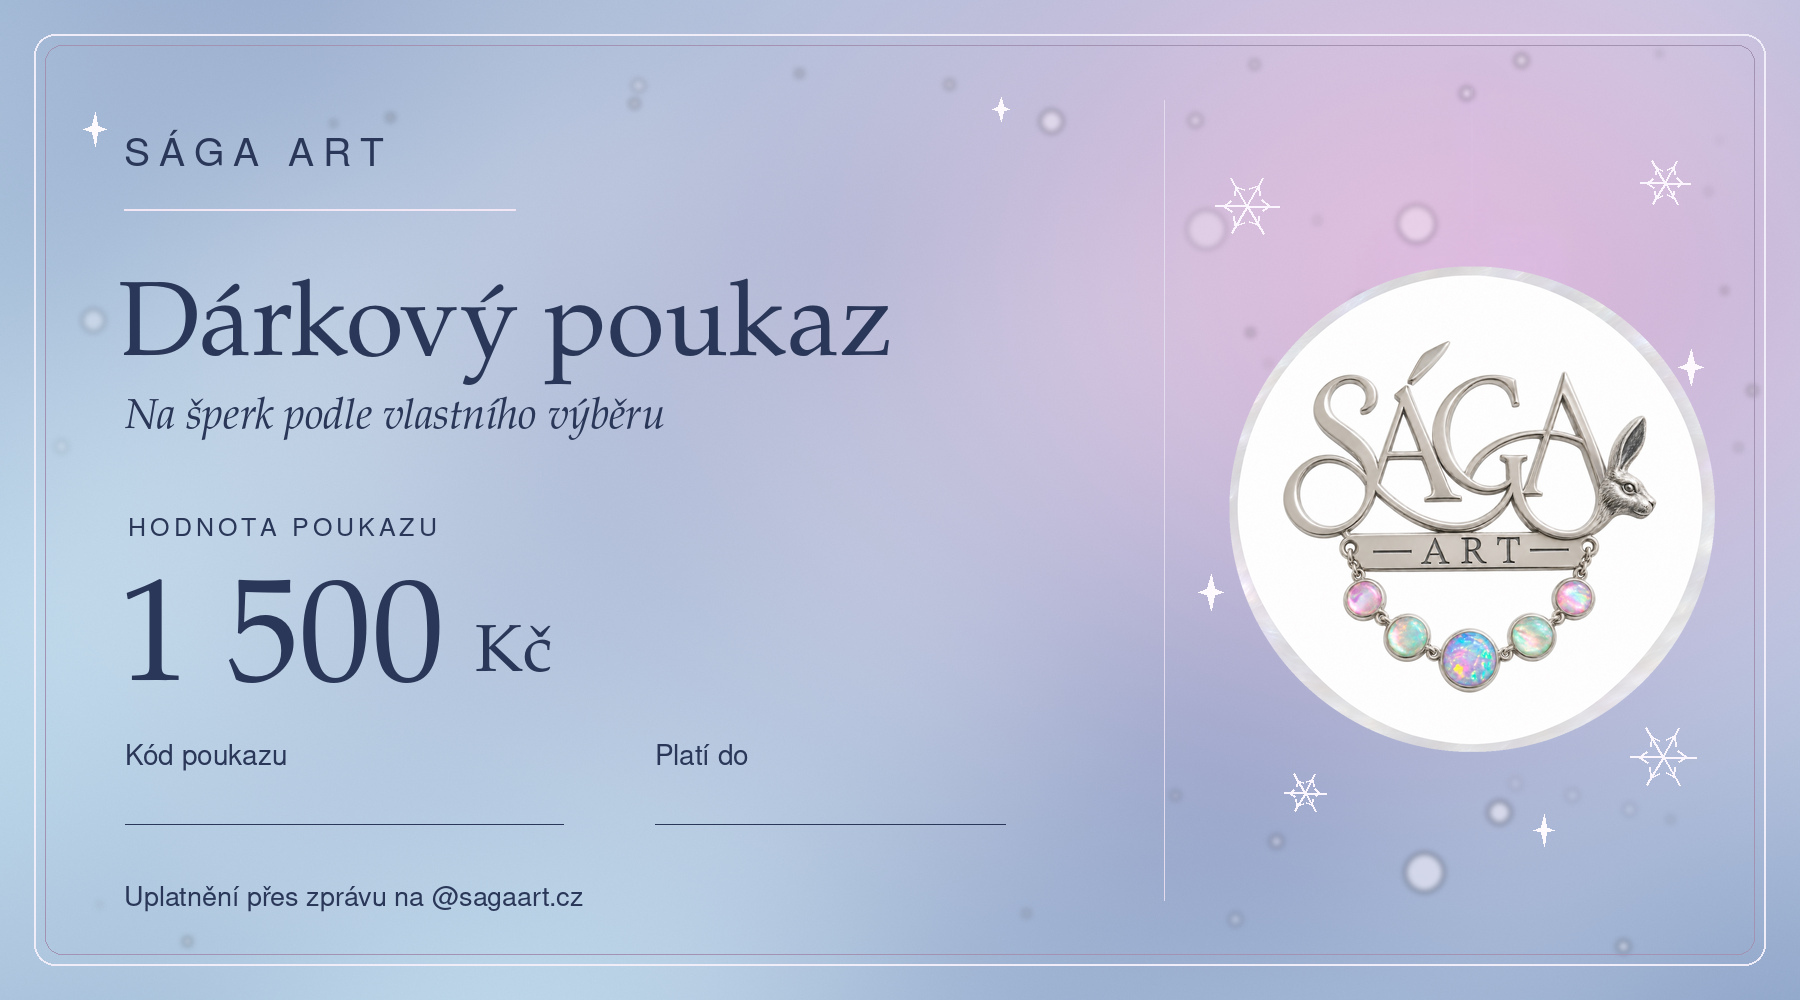 SÁGA ART
Dárkový poukaz
Na šperk podle vlastního výběru
HODNOTA POUKAZU
1 500 Kč
Kód poukazu
Platí do
Uplatnění přes zprávu na @sagaart.cz
SÁGA
ART